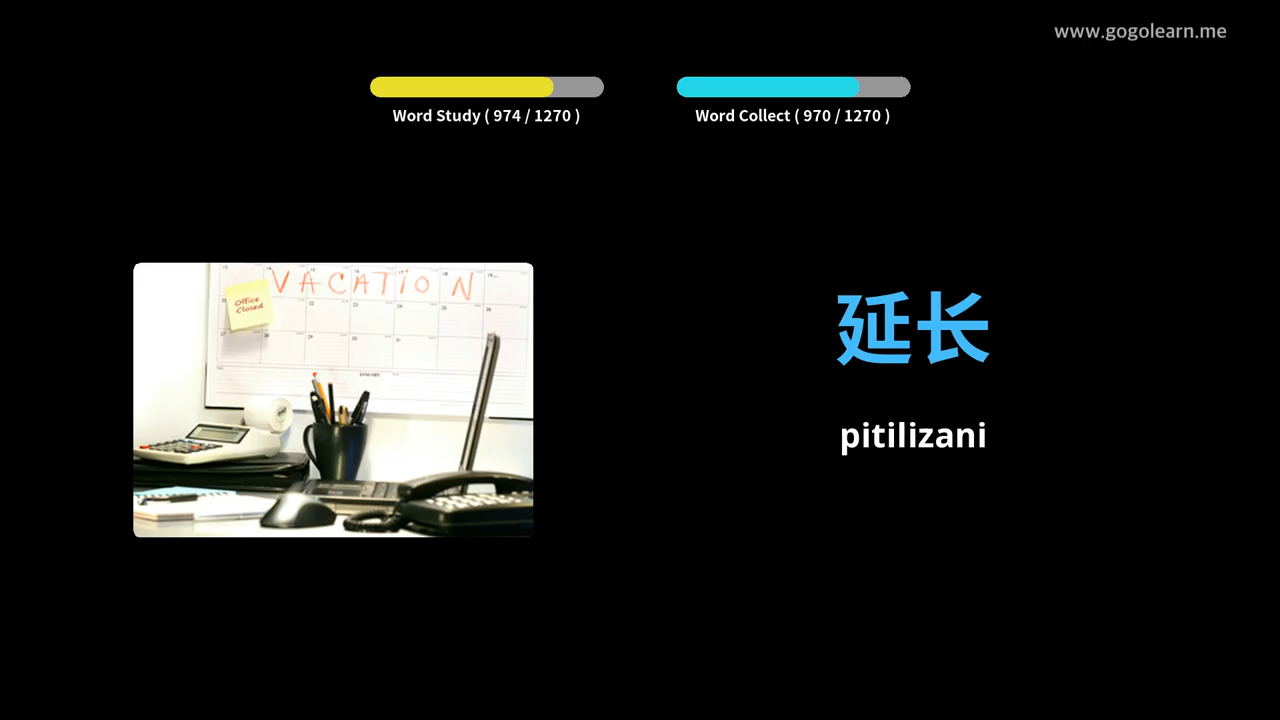 www.gogolearn.me
Word Study ( 974 / 1270 )
Word Collect ( 970 / 1270 )
VACATION
Office
Closed
延长
pitilizani